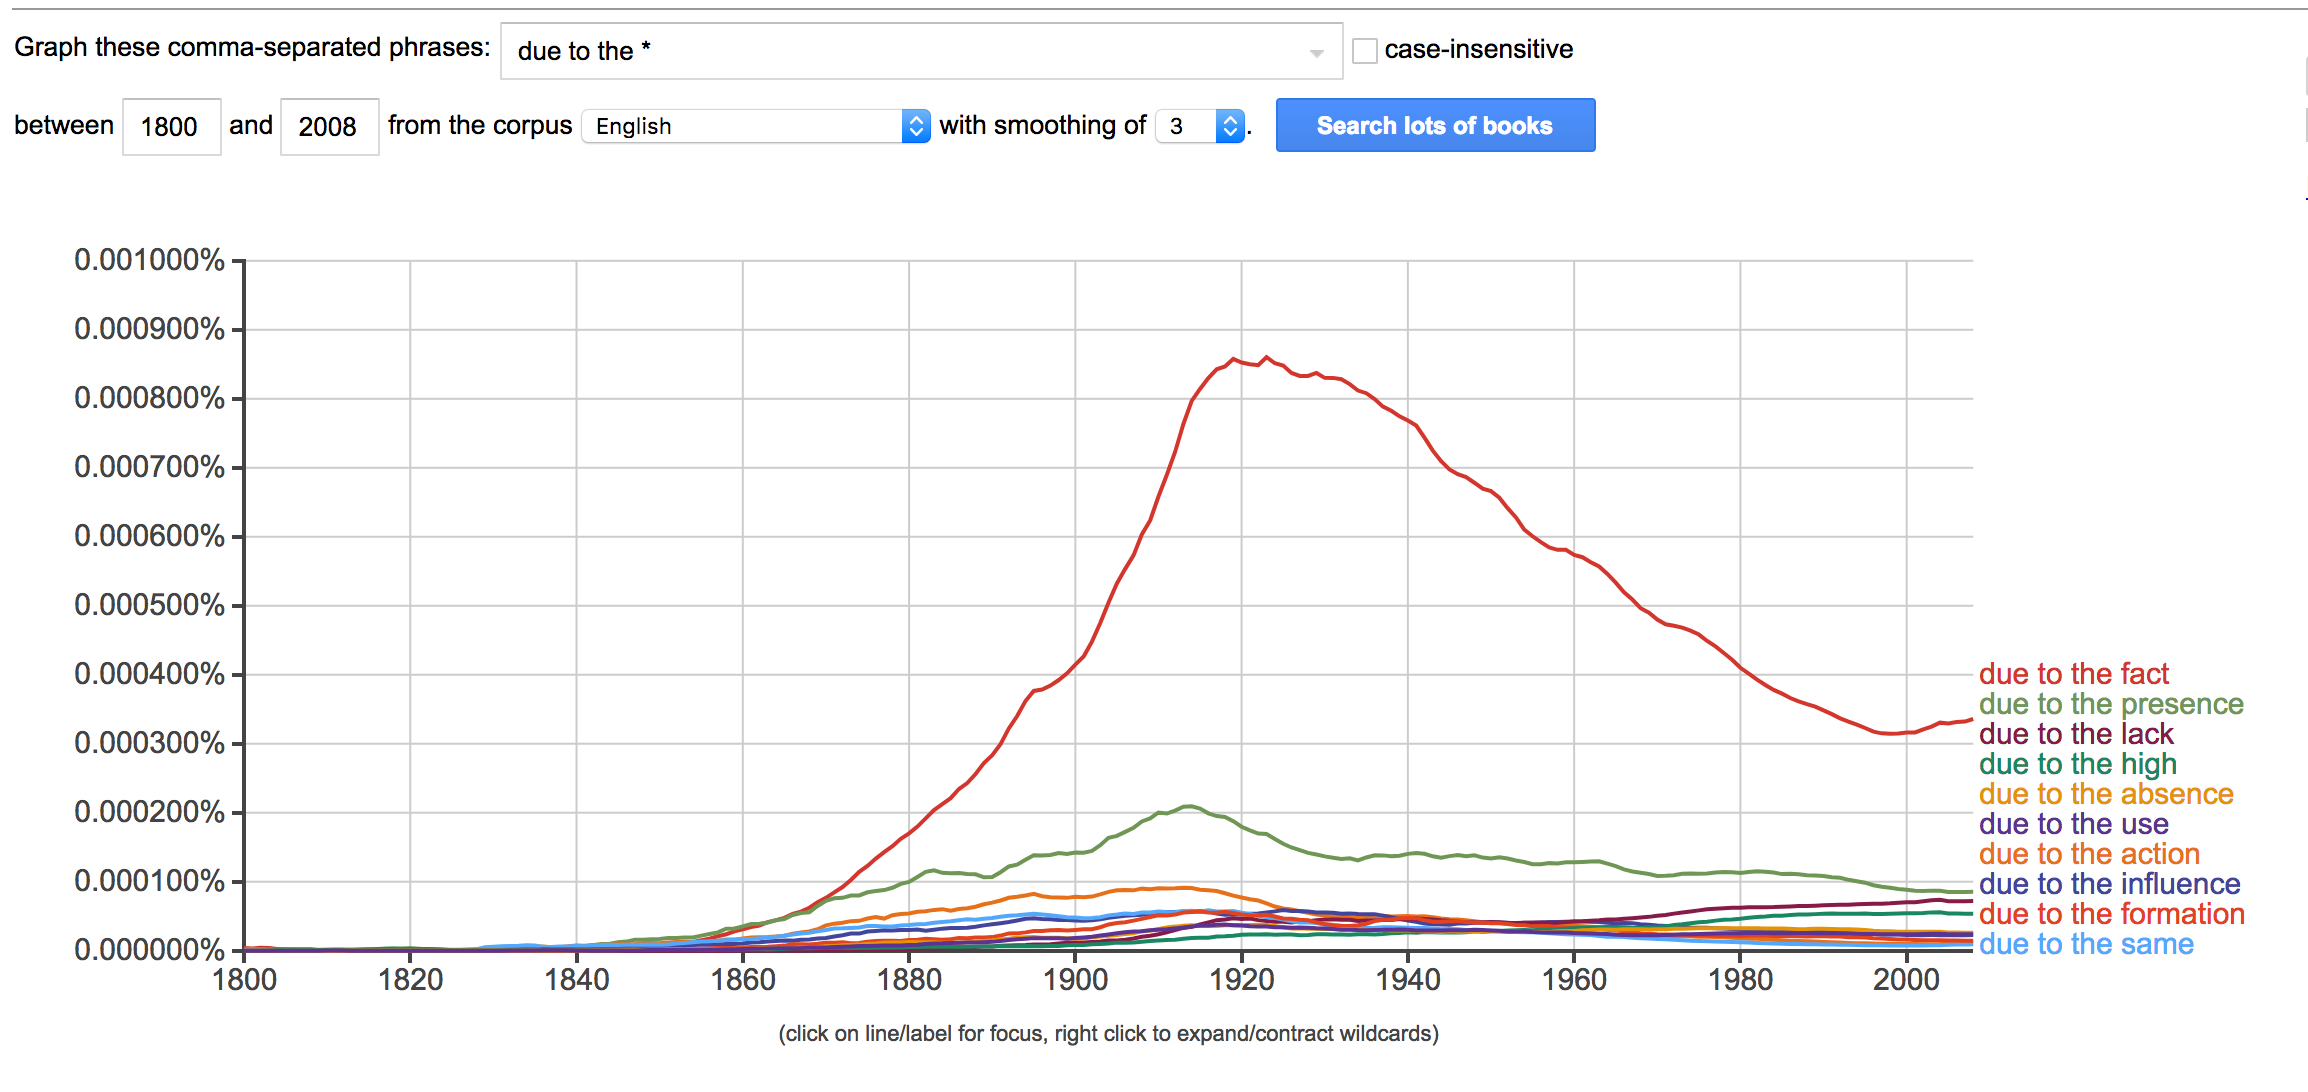 Graph these comma-separated phrases: due to the * case-insensitive
between 1800 and 2008 from the corpus English with smoothing of 3 . Search lots of books
0.001000%
0.000900%
0.000800%
0.000700%
0.000600%
0.000500%
0.000400%
0.000300%
0.000200%
0.000100%
0.000000%
due to the fact
due to the presence
due to the lack
due to the high
due to the absence
due to the use
due to the action
due to the influence
due to the formation
due to the same
1800 1820 1840 1860 1880 1900 1920 1940 1960 1980 2000
(click on line/label for focus, right click to expand/contract wildcards)